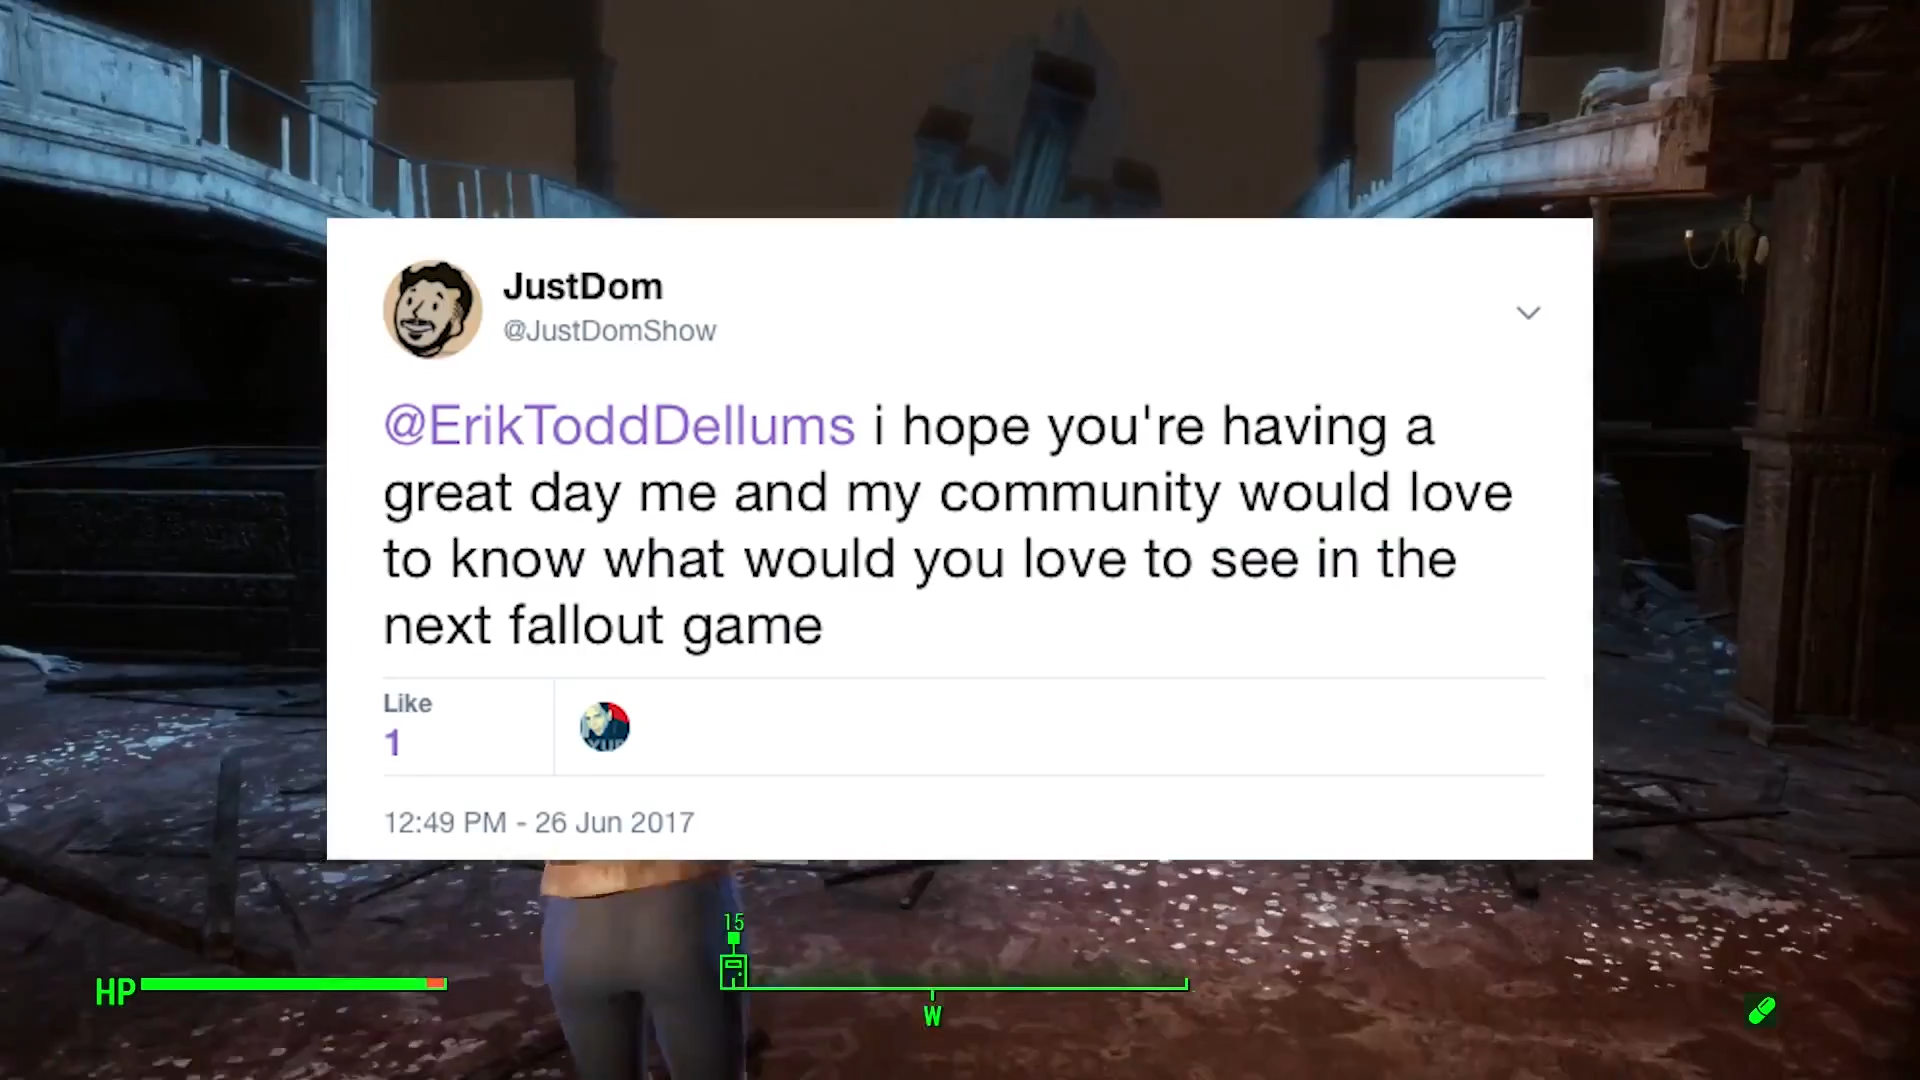 JustDom
@JustDomShow
@ErikToddDellums i hope you're having a
great day me and my community would love
to know what would you love to see in the
next fallout game
Like
1
12:49 PM - 26 Jun 2017
15
HP
W